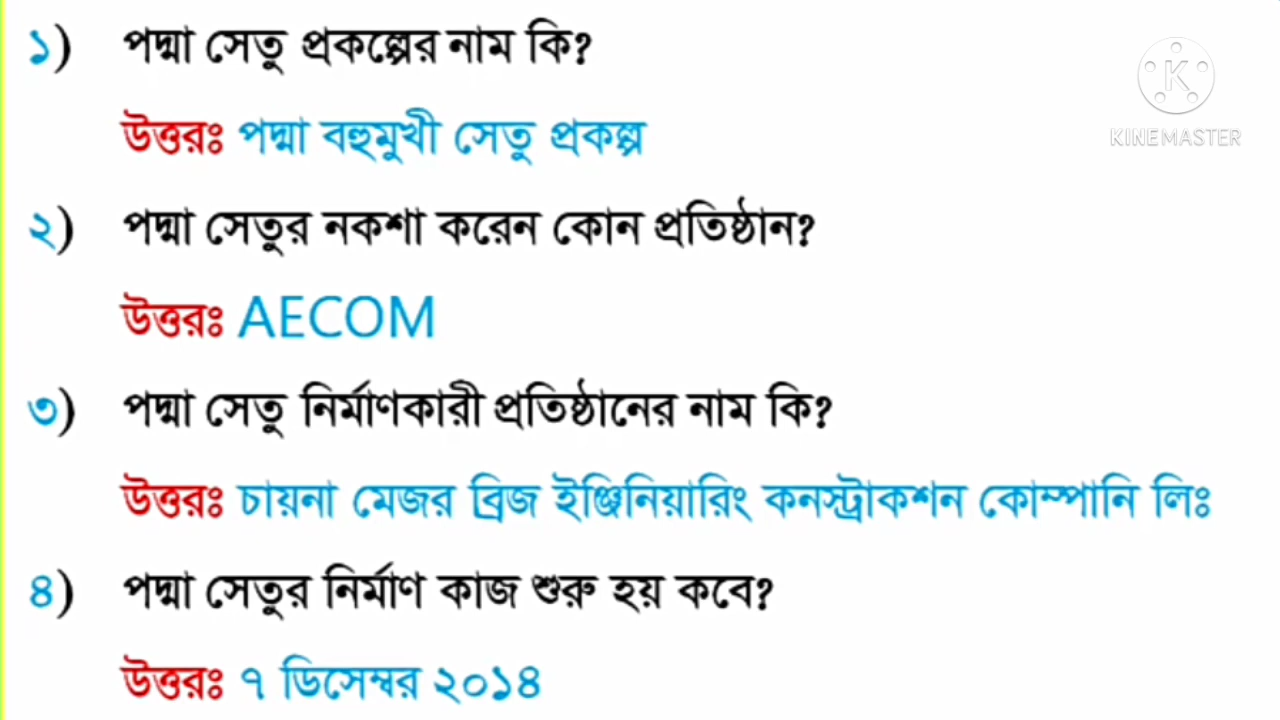 ১) পদ্মা সেতু প্রকল্পের নাম কি?
উত্তরঃ পদ্মা বহুমুখী সেতু প্রকল্প
২) পদ্মা সেতুর নকশা করেন কোন প্রতিষ্ঠান?
উত্তরঃ AECOM
৩) পদ্মা সেতু নির্মাণকারী প্রতিষ্ঠানের নাম কি?
উত্তরঃ চায়না মেজর ব্রিজ ইঞ্জিনিয়ারিং কনস্ট্রাকশন কোম্পানি লিঃ
৪) পদ্মা সেতুর নির্মাণ কাজ শুরু হয় কবে?
উত্তরঃ ৭ ডিসেম্বর ২০১৪
K
KINEMASTER